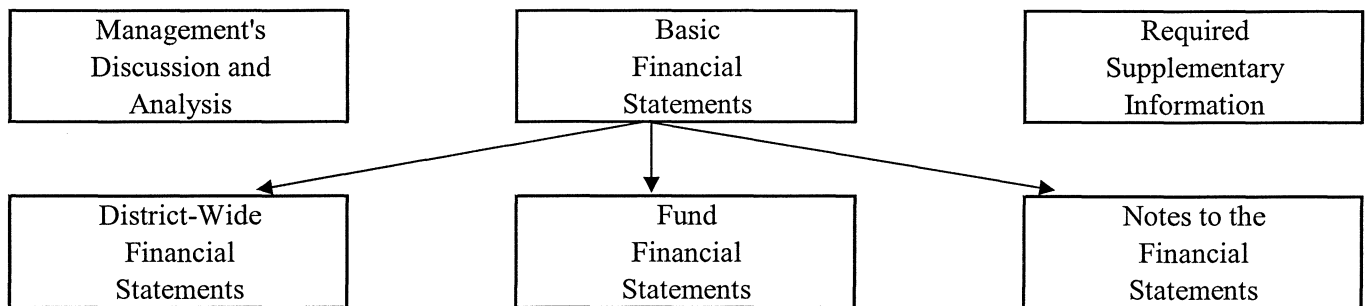 Management's
Discussion and
Analysis
Basic
Financial
Statements
Required
Supplementary
Information
District-Wide
Financial
Statements
Fund
Financial
Statements
Notes to the
Financial
Statements